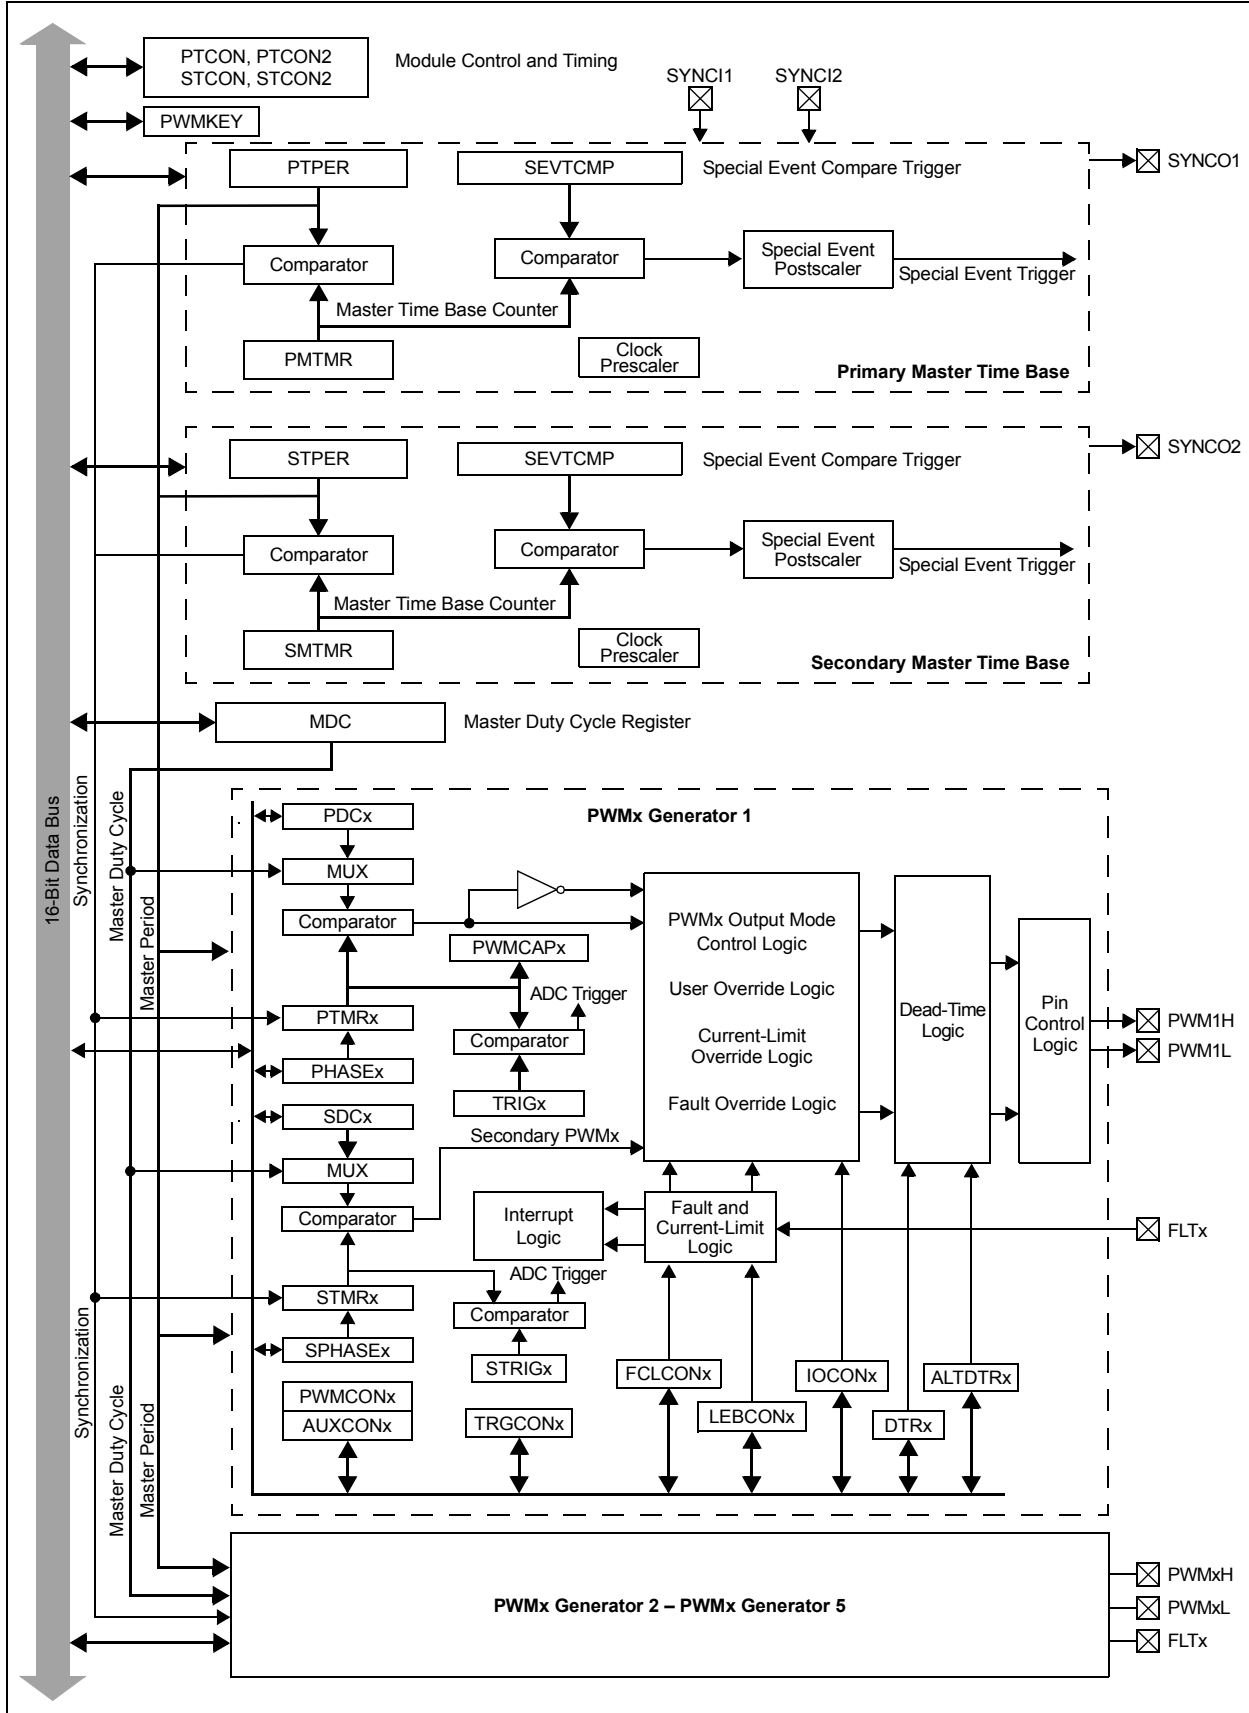 PTCON, PTCON2
STCON, STCON2
Module Control and Timing
SYNCI1
SYNCI2
PWMKEY
PTPER
SEVTCMP
Special Event Compare Trigger
SYNCO1
Comparator
Comparator
Special Event
Postscaler
Special Event Trigger
Master Time Base Counter
PMTMR
Clock
Prescaler
Primary Master Time Base
STPER
SEVTCMP
Special Event Compare Trigger
SYNCO2
Comparator
Comparator
Special Event
Postscaler
Special Event Trigger
Master Time Base Counter
SMTMR
Clock
Prescaler
Secondary Master Time Base
MDC
Master Duty Cycle Register
16-Bit Data Bus
Synchronization
Master Duty Cycle
Master Period
PWMx Generator 1
PDCx
MUX
Comparator
PWMCAPx
ADC Trigger
PTMRx
Comparator
PHASEx
TRIGx
SDCx
Secondary PWMx
MUX
Comparator
PWMx Output Mode
Control Logic
User Override Logic
Current-Limit
Override Logic
Fault Override Logic
Dead-Time
Logic
Pin
Control
Logic
PWM1H
PWM1L
Interrupt
Logic
Fault and
Current-Limit
Logic
FLTx
ADC Trigger
STMRx
Comparator
SPHASEx
STRIGx
FCLCONx
IOCONx
ALTDTRx
PWMCONx
AUXCONx
TRGCONx
LEBCONx
DTRx
Synchronization
Master Duty Cycle
Master Period
PWMx Generator 2 – PWMx Generator 5
PWMxH
PWMxL
FLTx